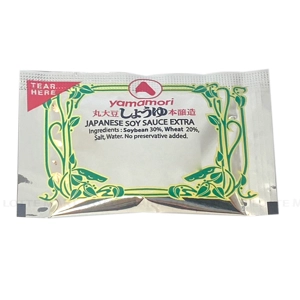 TEAR
HERE
yamamori
丸大豆しょうゆ本醸造
JAPANESE SOY SAUCE EXTRA
Ingredients : Soybean 30%, Wheat 20%,
Salt, Water. No preservative added.